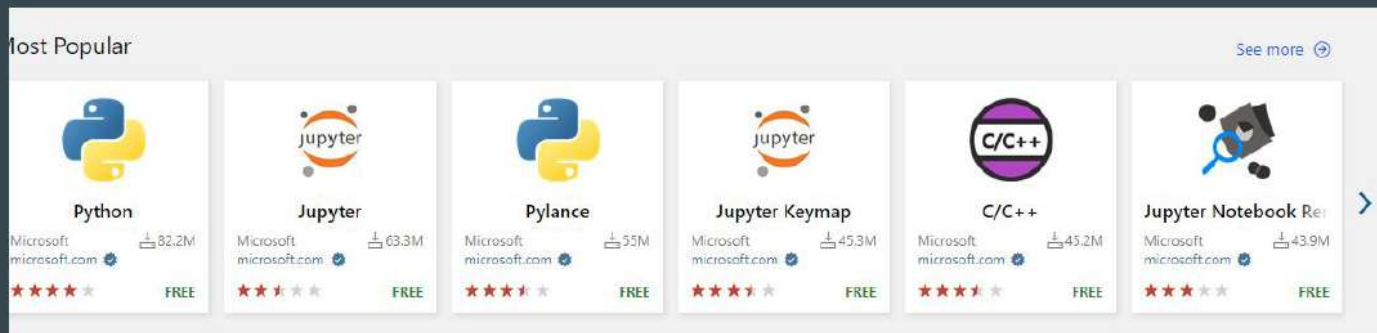 Most Popular
See more
jupyter
jupyter
C/C++
Python
Microsoft 82.2M
microsoft.com
FREE
Jupyter
Microsoft 63.3M
microsoft.com
FREE
Pylance
Microsoft 55M
microsoft.com
FREE
Jupyter Keymap
Microsoft 45.3M
microsoft.com
FREE
C/C++
Microsoft 45.2M
microsoft.com
FREE
Jupyter Notebook Re
Microsoft 43.9M
microsoft.com
FREE